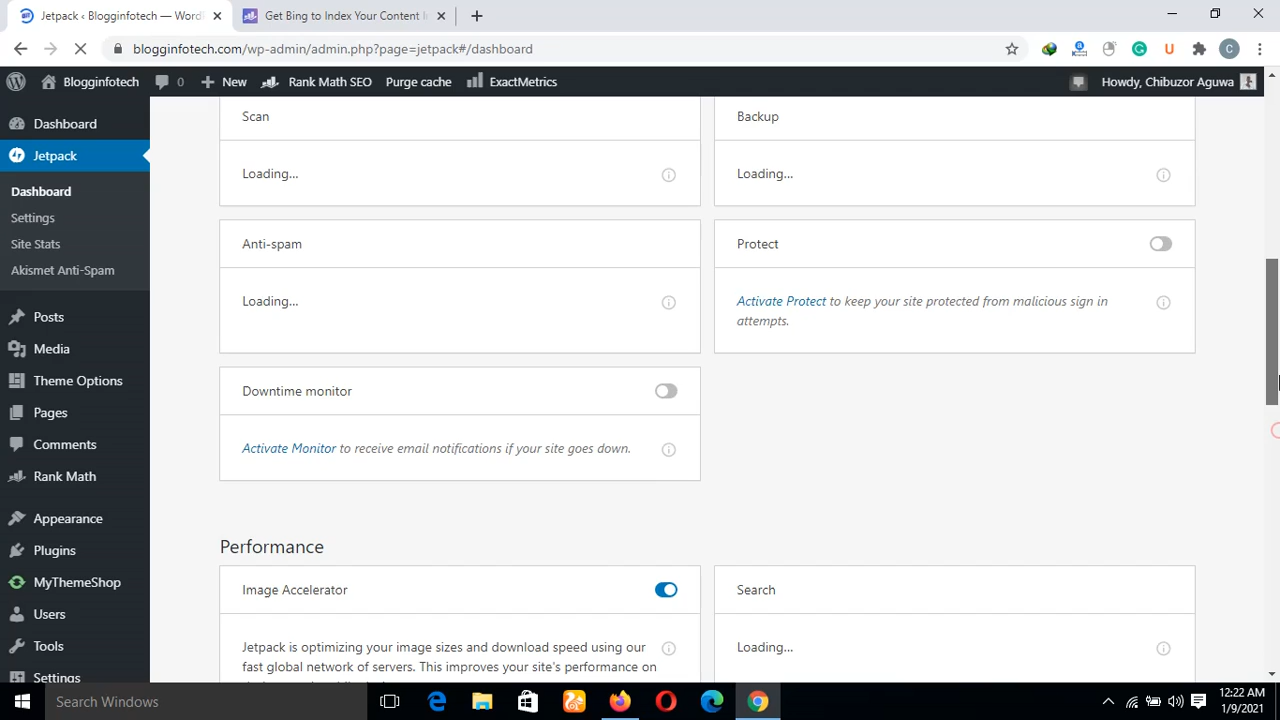 Jetpack ‹ Blogginfotech — Word
Get Bing to Index Your Content In
blogginfotech.com/wp-admin/admin.php?page=jetpack#/dashboard
Blogginfotech 0 New Rank Math SEO Purge cache ExactMetrics Howdy, Chibuzor Aguwa
Dashboard
Jetpack
Dashboard
Settings
Site Stats
Akismet Anti-Spam
Posts
Media
Theme Options
Pages
Comments
Rank Math
Appearance
Plugins
MyThemeShop
Users
Tools
Settings
Scan
Loading...
Backup
Loading...
Anti-spam
Loading...
Protect
Activate Protect to keep your site protected from malicious sign in
attempts.
Downtime monitor
Activate Monitor to receive email notifications if your site goes down.
Performance
Image Accelerator
Jetpack is optimizing your image sizes and download speed using our
fast global network of servers. This improves your site's performance on
Search
Loading...
Search Windows
12:22 AM
1/9/2021